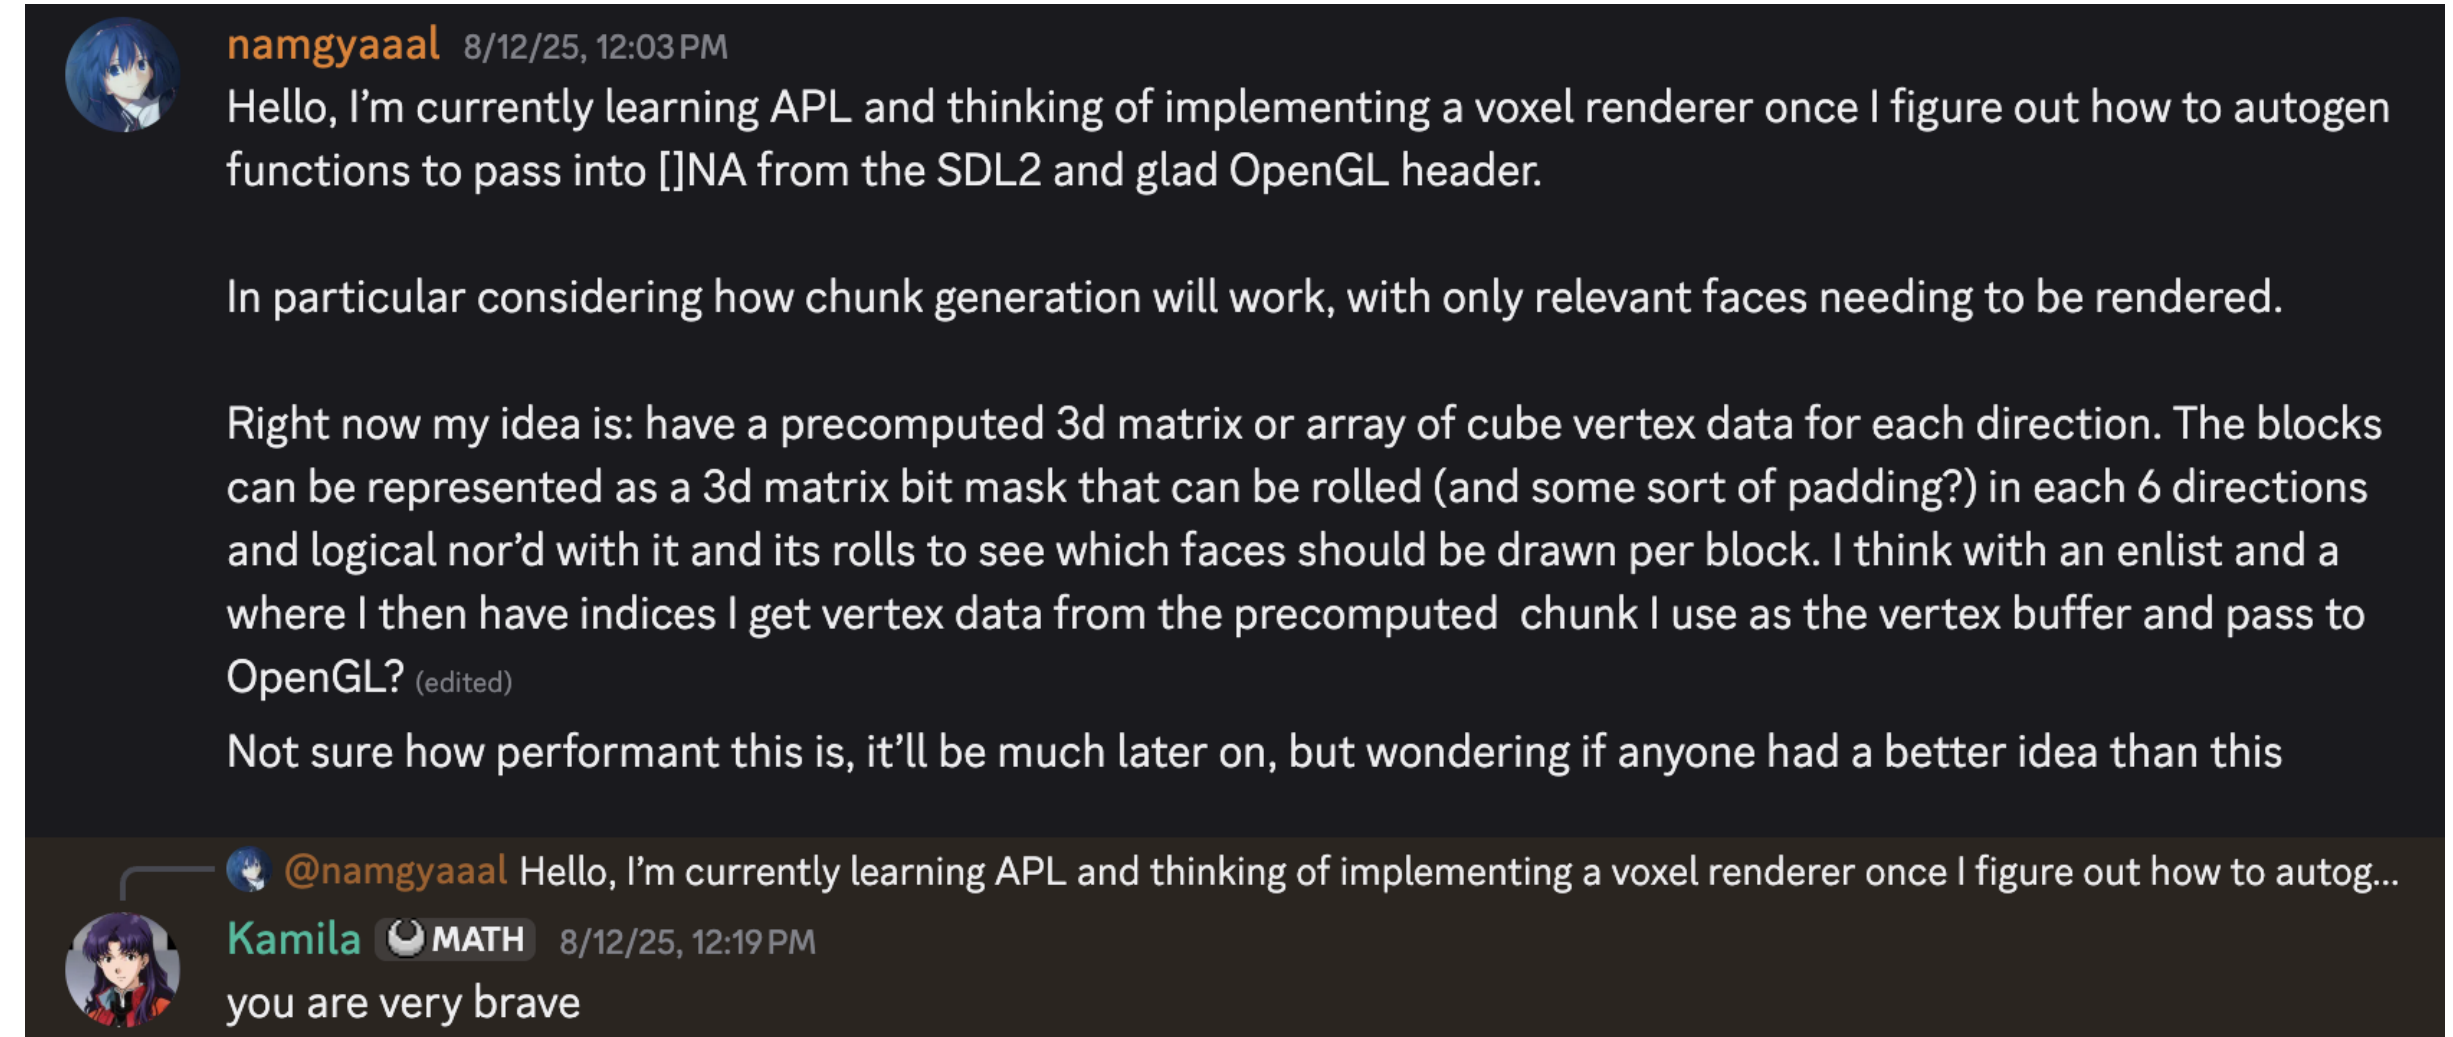 namgyaaal 8/12/25, 12:03 PM
Hello, I'm currently learning APL and thinking of implementing a voxel renderer once I figure out how to autogen
functions to pass into []NA from the SDL2 and glad OpenGL header.
In particular considering how chunk generation will work, with only relevant faces needing to be rendered.
Right now my idea is: have a precomputed 3d matrix or array of cube vertex data for each direction. The blocks
can be represented as a 3d matrix bit mask that can be rolled (and some sort of padding?) in each 6 directions
and logical nor'd with it and its rolls to see which faces should be drawn per block. I think with an enlist and a
where I then have indices I get vertex data from the precomputed  chunk I use as the vertex buffer and pass to
OpenGL? (edited)
Not sure how performant this is, it'll be much later on, but wondering if anyone had a better idea than this
@namgyaaal Hello, I'm currently learning APL and thinking of implementing a voxel renderer once I figure out how to autog...
Kamila MATH 8/12/25, 12:19 PM
you are very brave